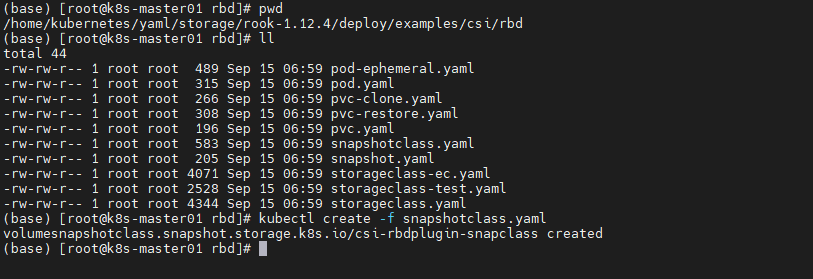 (base) [root@k8s-master01 rbd]# pwd
/home/kubernetes/yaml/storage/rook-1.12.4/deploy/examples/csi/rbd
(base) [root@k8s-master01 rbd]# ll
total 44
-rw-rw-r-- 1 root root  489 Sep 15 06:59 pod-ephemeral.yaml
-rw-rw-r-- 1 root root  315 Sep 15 06:59 pod.yaml
-rw-rw-r-- 1 root root  266 Sep 15 06:59 pvc-clone.yaml
-rw-rw-r-- 1 root root  308 Sep 15 06:59 pvc-restore.yaml
-rw-rw-r-- 1 root root  196 Sep 15 06:59 pvc.yaml
-rw-rw-r-- 1 root root  583 Sep 15 06:59 snapshotclass.yaml
-rw-rw-r-- 1 root root  205 Sep 15 06:59 snapshot.yaml
-rw-rw-r-- 1 root root 4071 Sep 15 06:59 storageclass-ec.yaml
-rw-rw-r-- 1 root root 2528 Sep 15 06:59 storageclass-test.yaml
-rw-rw-r-- 1 root root 4344 Sep 15 06:59 storageclass.yaml
(base) [root@k8s-master01 rbd]# kubectl create -f snapshotclass.yaml
volumesnapshotclass.snapshot.storage.k8s.io/csi-rbdplugin-snapclass created
(base) [root@k8s-master01 rbd]#